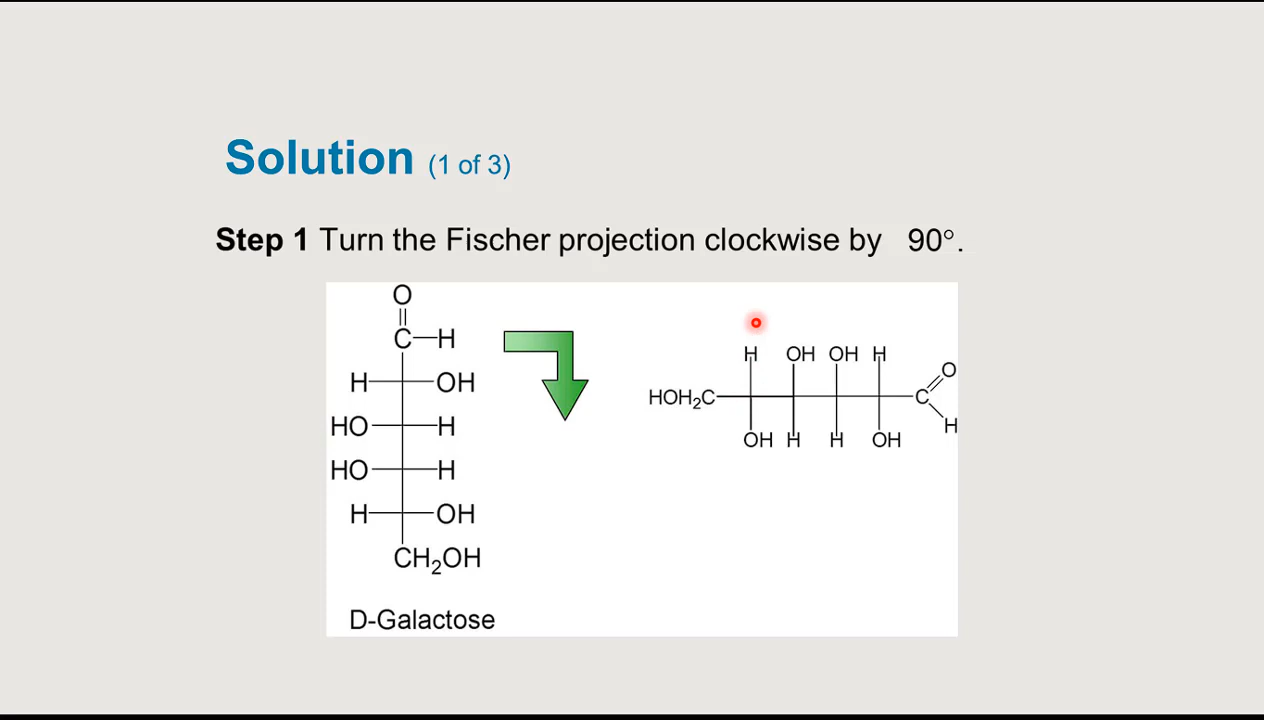 Solution (1 of 3)
Step 1 Turn the Fischer projection clockwise by 90°.
O
C H
H OH
HO H
HO H
H OH
CH₂OH
D-Galactose
H OH OH H O
HOH₂C C
OH H H OH H